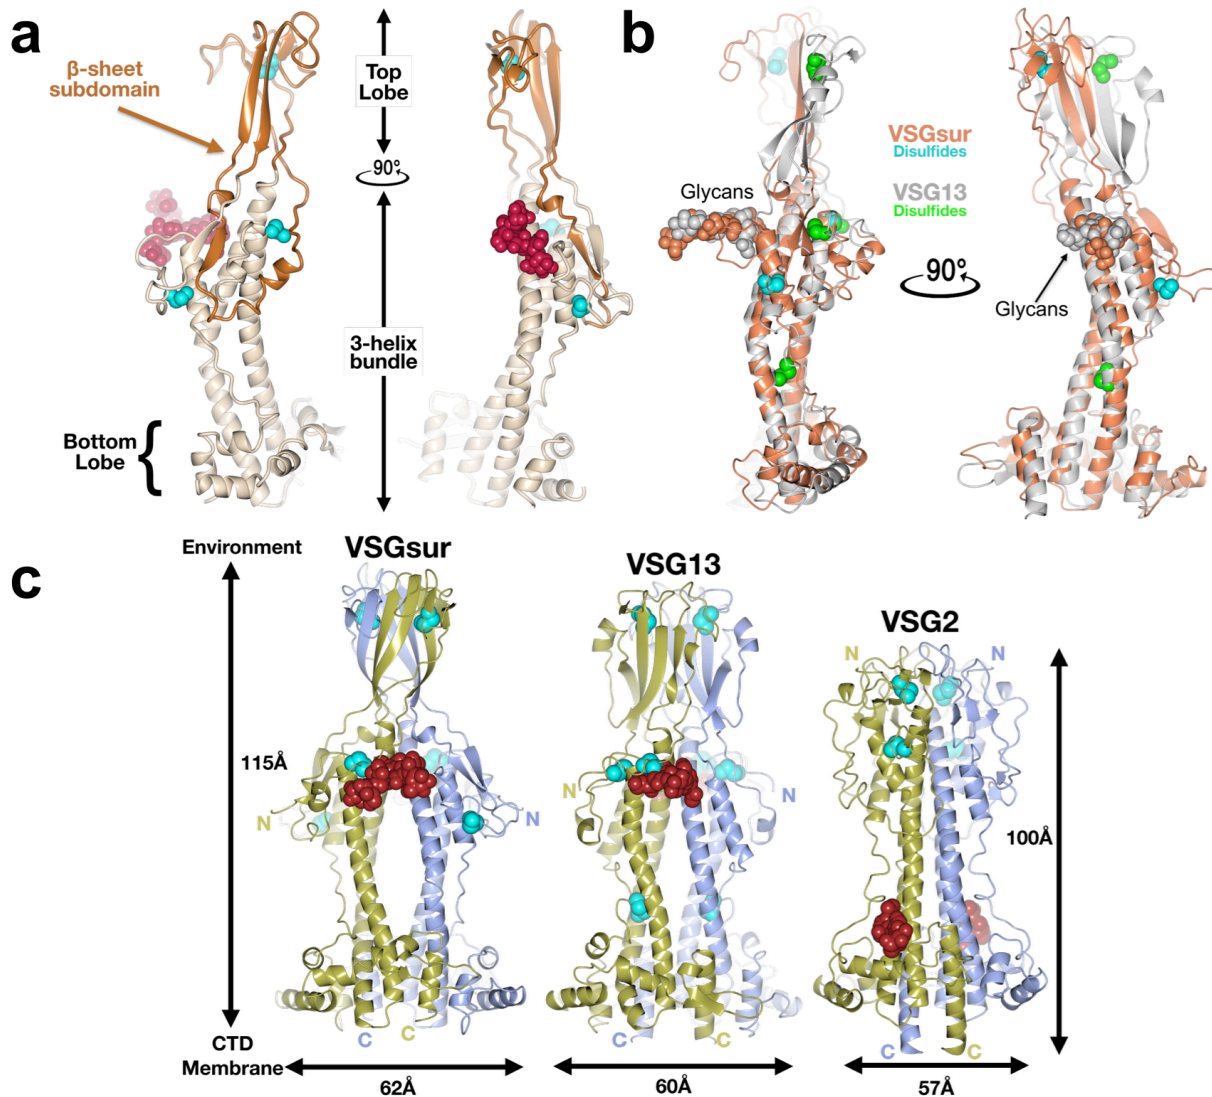 a
β-sheet
subdomain
Top
Lobe
90°
3-helix
bundle
Bottom
Lobe
b
VSGsur
Disulfides
VSG13
Disulfides
Glycans
90°
Glycans
c
Environment
VSGsur
VSG13
VSG2
115Å
100Å
N
N
N
N
N
N
C
C
C
C
C
C
CTD
Membrane
62Å
60Å
57Å